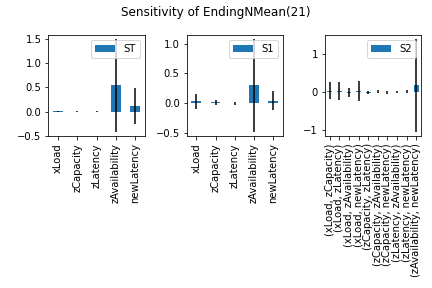 Sensitivity of EndingNMean(21)
ST
1.5
1.0
0.5
0.0
−0.5
xLoad
zCapacity
zLatency
zAvailability
newLatency
S1
1.0
0.5
0.0
−0.5
xLoad
zCapacity
zLatency
zAvailability
newLatency
S2
1
0
−1
(xLoad, zCapacity)
(xLoad, zLatency)
(xLoad, zAvailability)
(xLoad, newLatency)
(zCapacity, zLatency)
(zCapacity, zAvailability)
(zCapacity, newLatency)
(zLatency, zAvailability)
(zLatency, newLatency)
(zAvailability, newLatency)